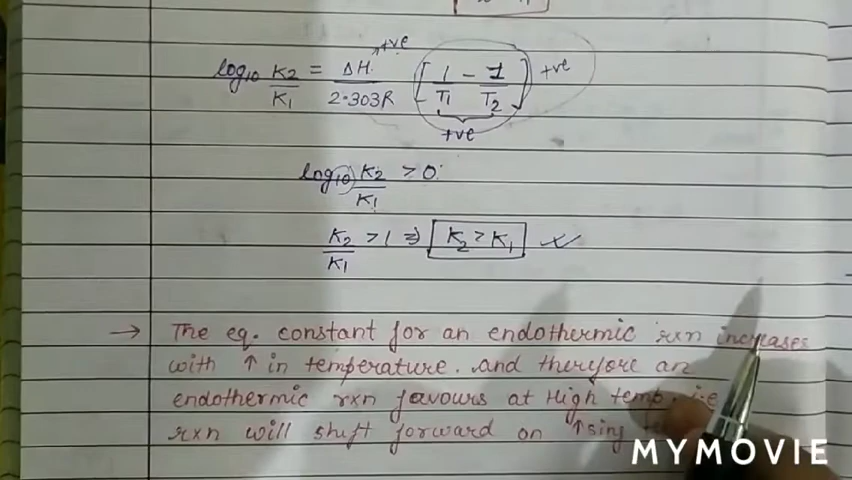 +ve
log₁₀ K₂/K₁ = ΔH/2.303R [1/T₁ - 1/T₂] +ve
+ve
log₁₀ K₂/K₁ > 0
K₂/K₁ > 1 ⇒ K₂ > K₁
→ The eq. constant for an endothermic rxn increases
with ↑ in temperature. and therefore an
endothermic rxn favours at High temp. i.e
rxn will shift forward on ↑sing
MYMOVIE